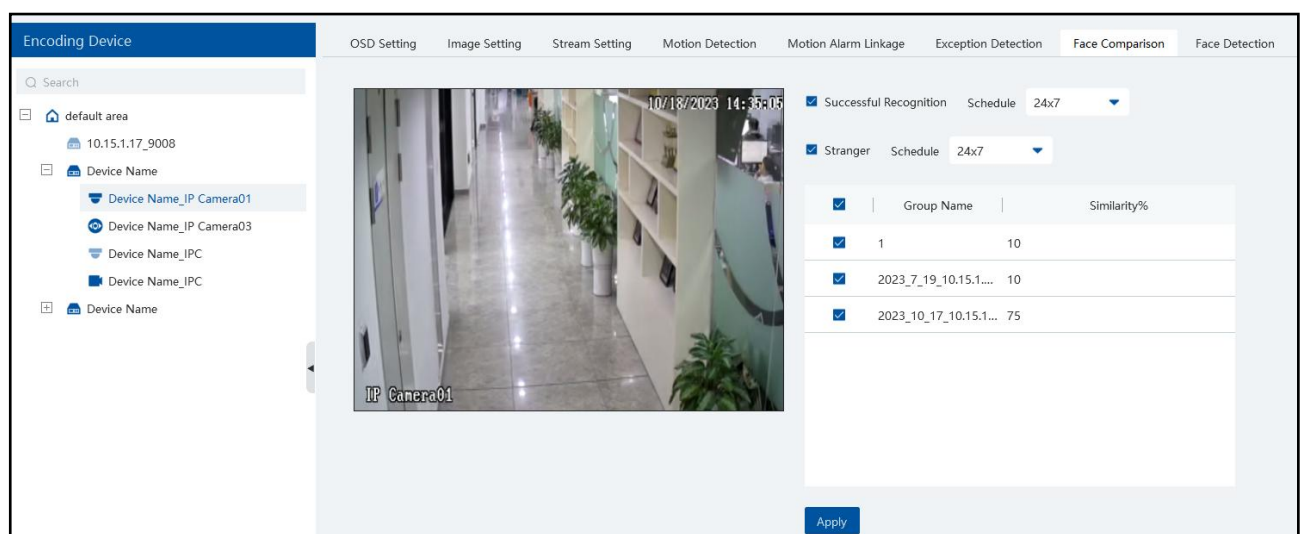 Encoding Device
OSD Setting Image Setting Stream Setting Motion Detection Motion Alarm Linkage Exception Detection Face Comparison Face Detection
Search
default area
10.15.1.17_9008
Device Name
Device Name_IP Camera01
Device Name_IP Camera03
Device Name_IPC
Device Name_IPC
Device Name
10/18/2023 14:35:05
IP Camera01
Successful Recognition Schedule 24x7
Stranger Schedule 24x7
Group Name Similarity%
1 10
2023_7_19_10.15.1.... 10
2023_10_17_10.15.1... 75
Apply